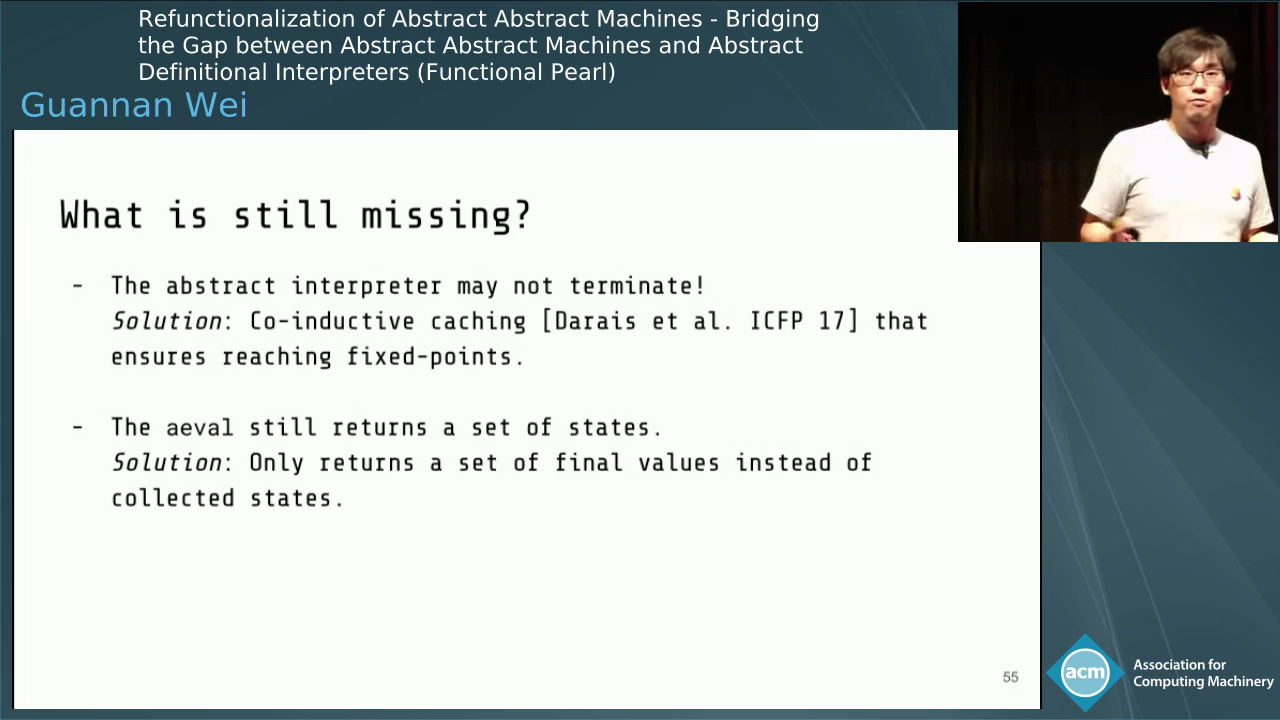 Refunctionalization of Abstract Abstract Machines - Bridging
the Gap between Abstract Abstract Machines and Abstract
Definitional Interpreters (Functional Pearl)
Guannan Wei
What is still missing?
- The abstract interpreter may not terminate!
Solution: Co-inductive caching [Darais et al. ICFP 17] that
ensures reaching fixed-points.
- The aeval still returns a set of states.
Solution: Only returns a set of final values instead of
collected states.
55
acm
Association for
Computing Machinery